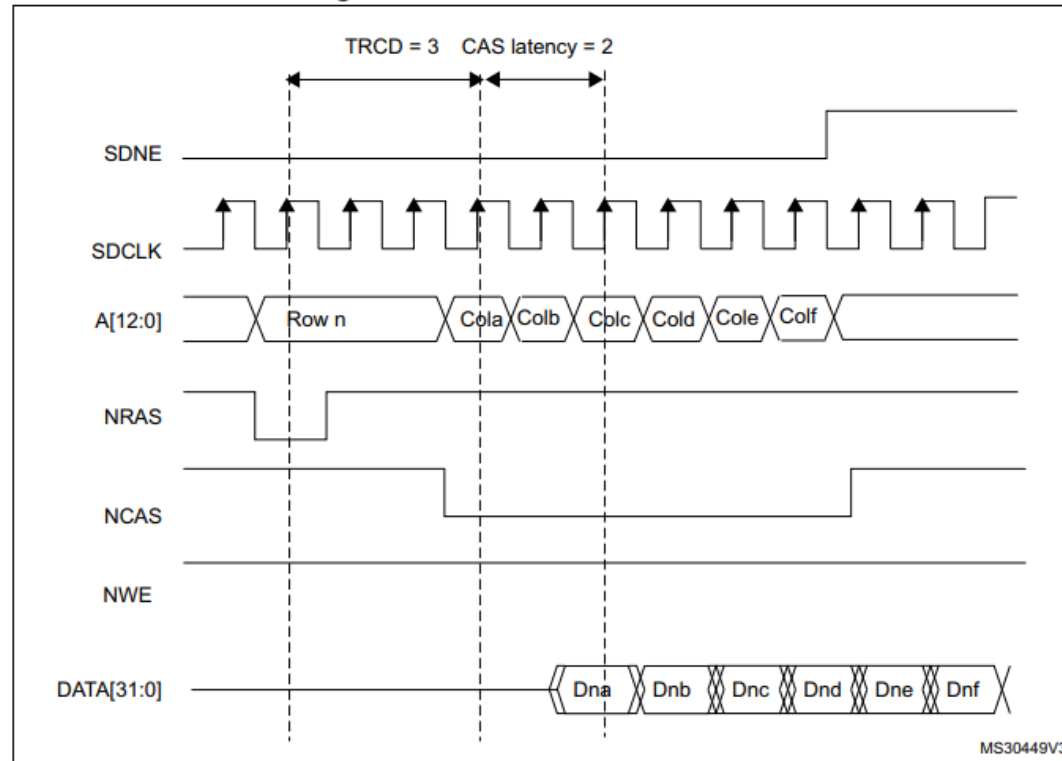 TRCD = 3 CAS latency = 2
SDNE
SDCLK
A[12:0] Row n Cola Colb Colc Cold Cole Colf
NRAS
NCAS
NWE
DATA[31:0] Dna Dnb Dnc Dnd Dne Dnf
MS30449V3